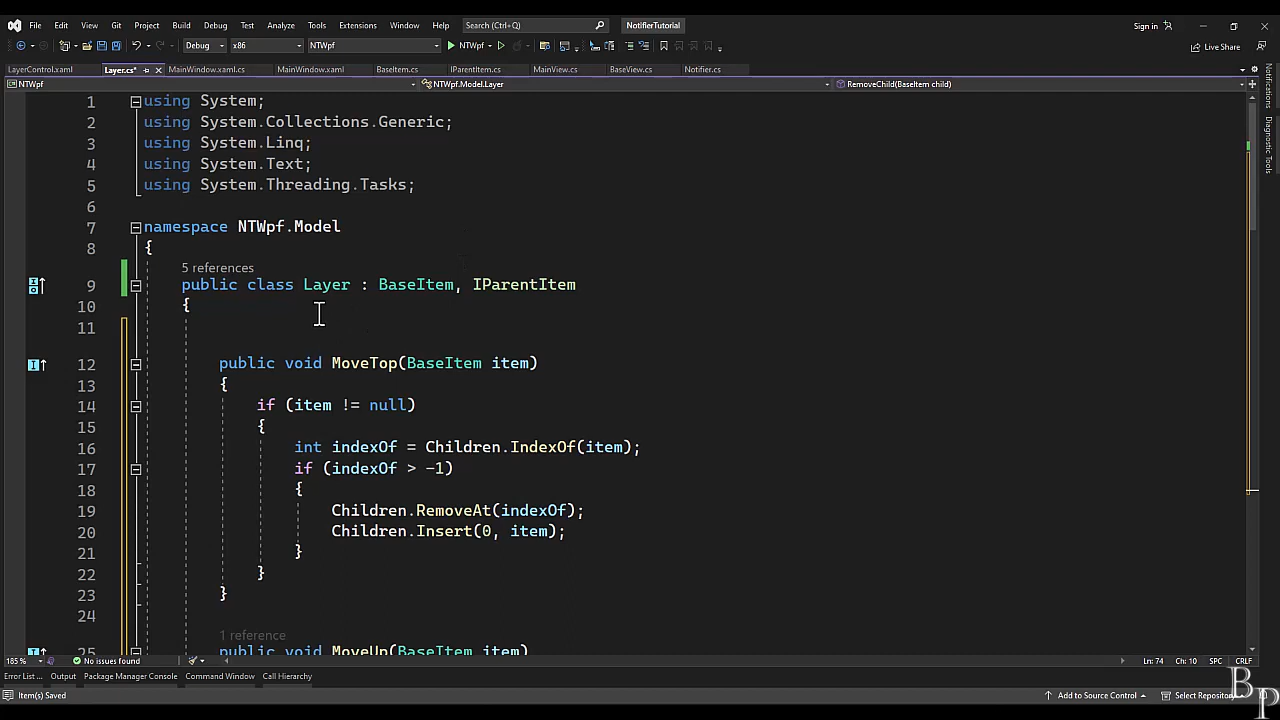 File Edit View Git Project Build Debug Test Analyze Tools Extensions Window Help Search (Ctrl+Q) NotifierTutorial Sign in
Debug x86 NTWpf NTWpf Live Share
LayerControl.xaml Layer.cs* MainWindow.xaml.cs MainWindow.xaml BaseItem.cs IParentItem.cs MainView.cs BaseView.cs Notifier.cs
NTWpf NTWpf.Model.Layer RemoveChild(BaseItem child)
Notifications
Diagnostic Tools
1 using System;
2 using System.Collections.Generic;
3 using System.Linq;
4 using System.Text;
5 using System.Threading.Tasks;
6
7 namespace NTWpf.Model
8 {
5 references
9 public class Layer : BaseItem, IParentItem
10 {
11
12 public void MoveTop(BaseItem item)
13 {
14 if (item != null)
15 {
16 int indexOf = Children.IndexOf(item);
17 if (indexOf > -1)
18 {
19 Children.RemoveAt(indexOf);
20 Children.Insert(0, item);
21 }
22 }
23 }
24
1 reference
25 public void MoveUp(BaseItem item)
185 % No issues found Ln: 74 Ch: 10 SPC CRLF
Error List ... Output Package Manager Console Command Window Call Hierarchy
Item(s) Saved Add to Source Control Select Repository
B P